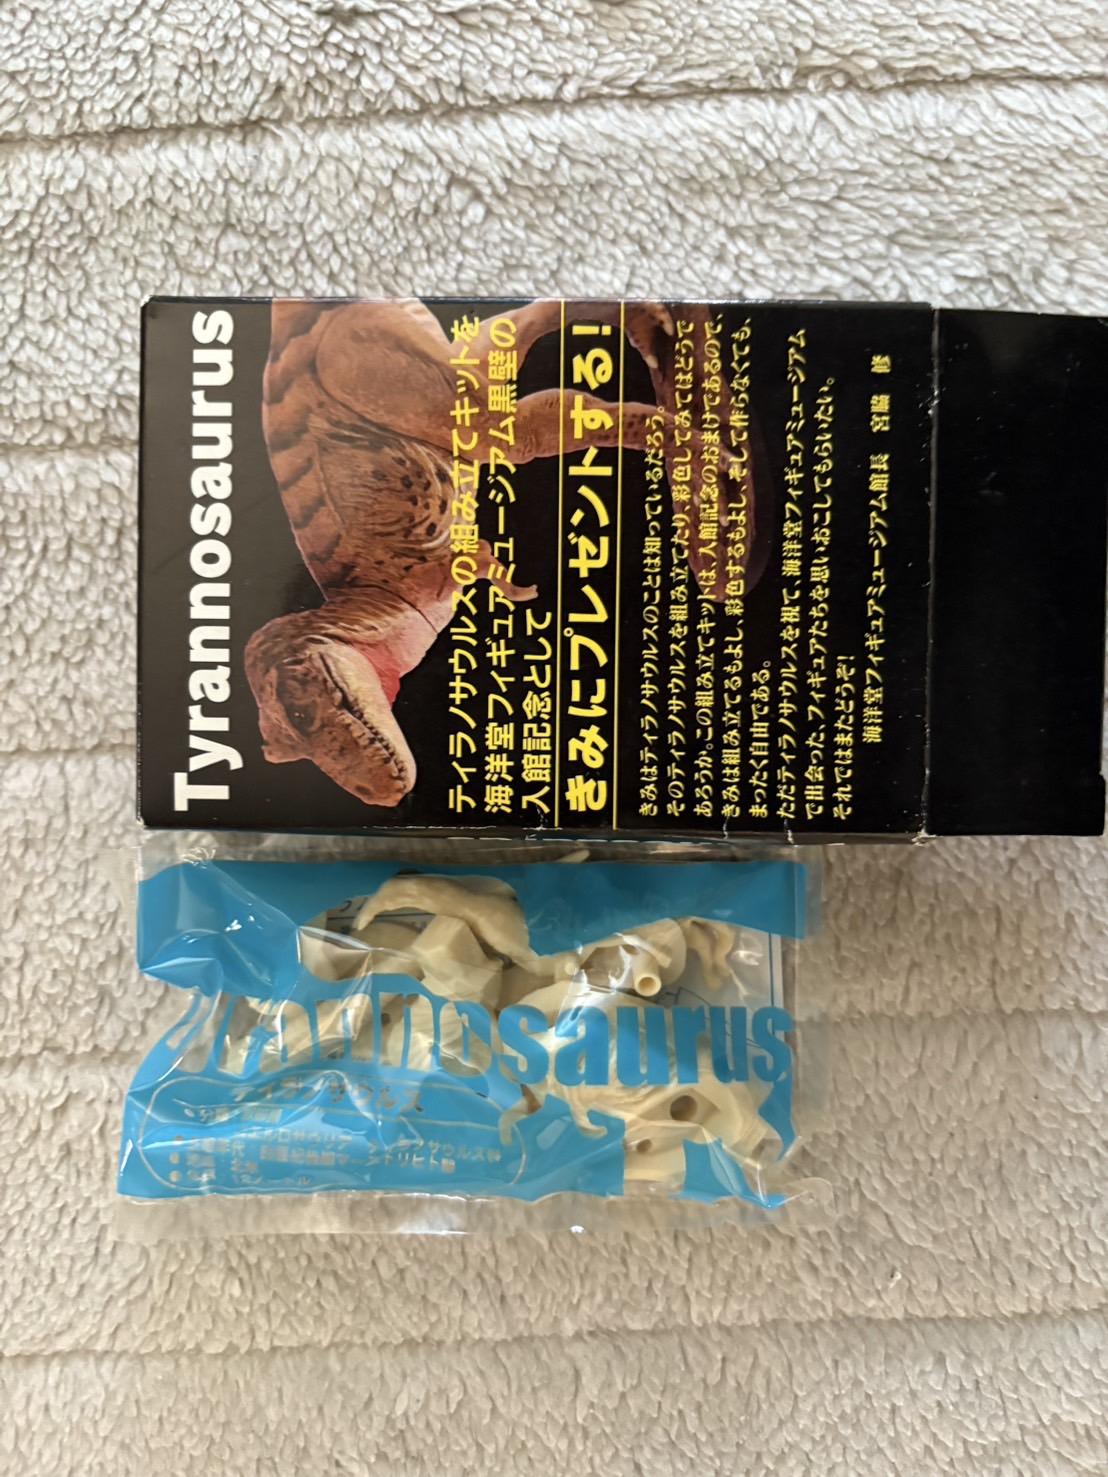 Tyrannosaurus
ティラノサウルスの組み立てキットを
海洋堂フィギュアミュージアム黒壁の
入館記念として
きみにプレゼントする!
きみはティラノサウルスのことは知っているだろう。
そのティラノサウルスを組み立てたり、彩色してみてはどうで
あろうか。この組み立てキットは、入館記念のおまけであるので、
きみは組み立てるもよし、彩色するもよし、そして作らなくても、
まったく自由である。
ただティラノサウルスを視て、海洋堂フィギュアミュージアム
で出会った、フィギュアたちを思いおこしてもらいたい。
それではまたどうぞ!
海洋堂フィギュアミュージアム館長 宮脇 修
Tyrannosaurus
ティラノサウルス